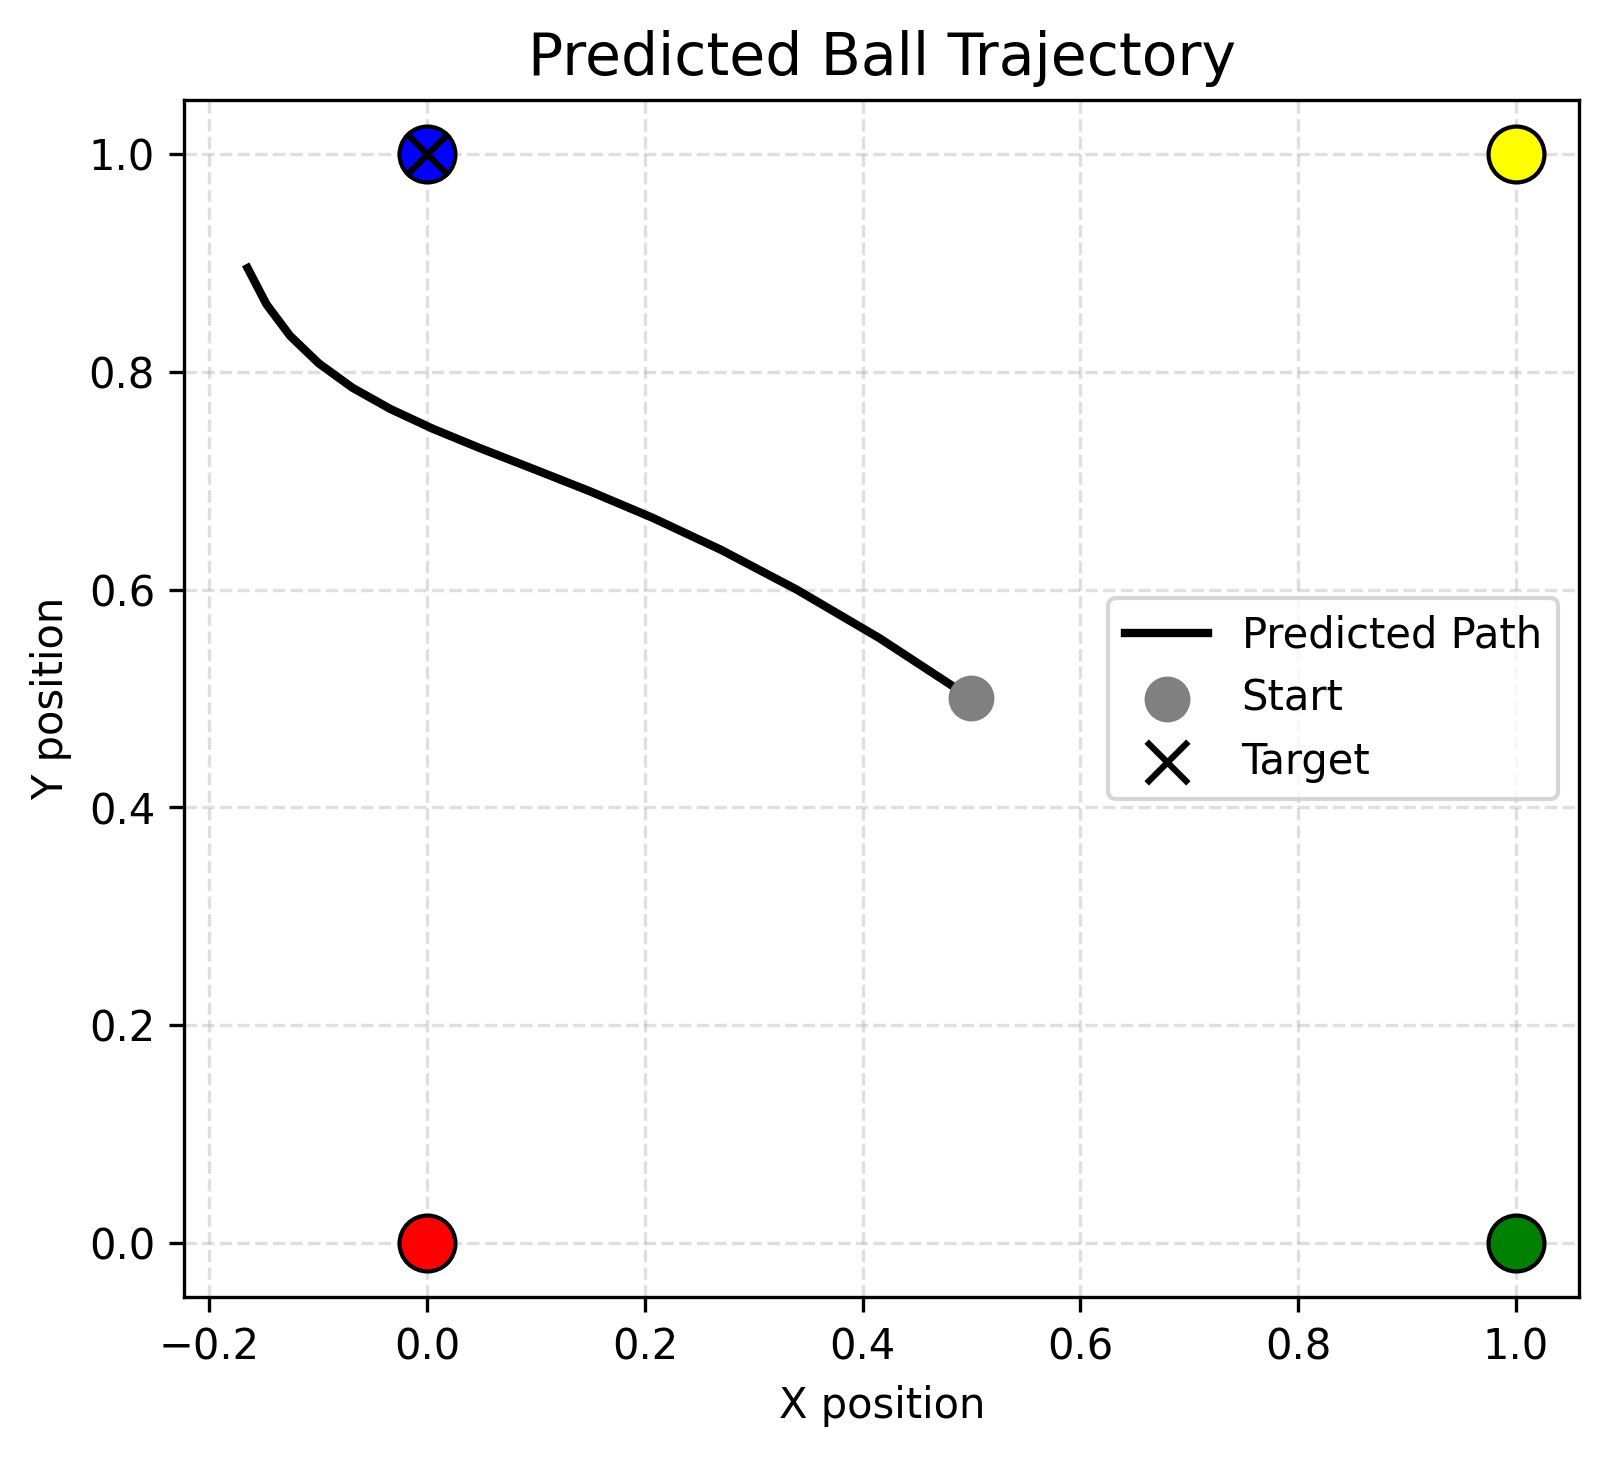 Predicted Ball Trajectory
1.0
0.8
0.6
0.4
0.2
0.0
Y position
Predicted Path
Start
Target
−0.2 0.0 0.2 0.4 0.6 0.8 1.0
X position